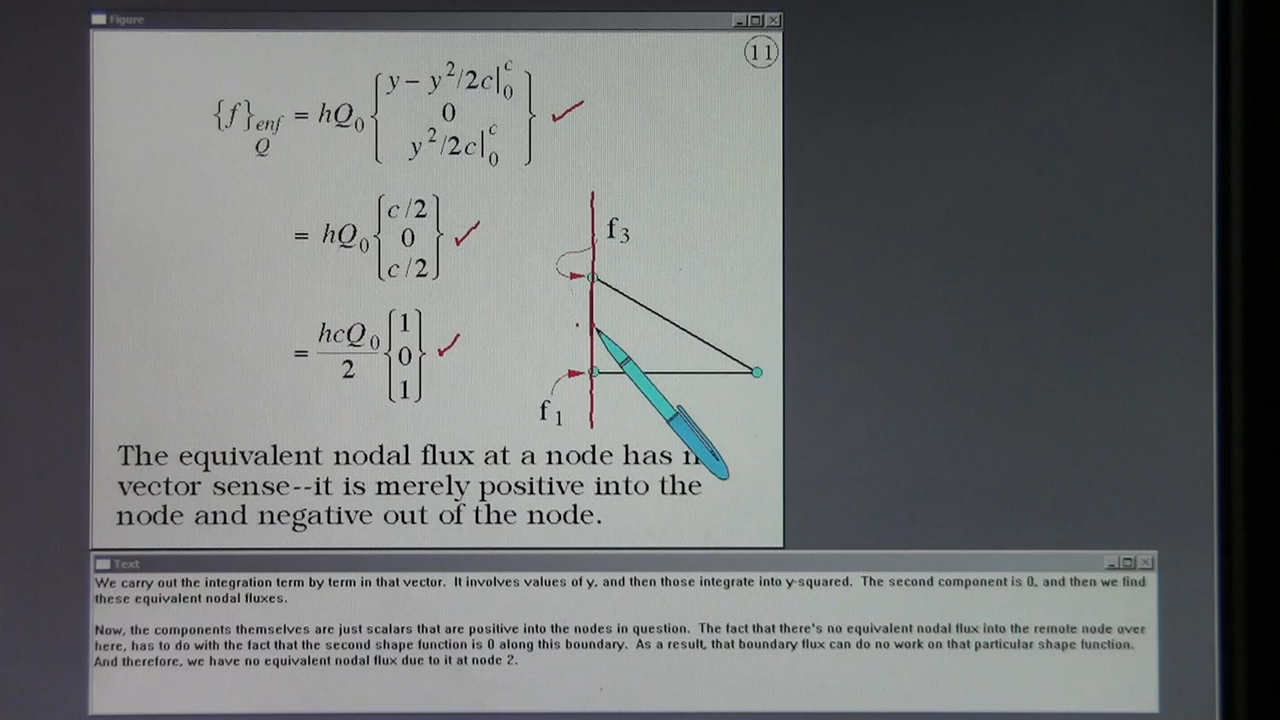 Figure
11
{f}enf Q = hQ0 { y – y²/2c|0^c
0
y²/2c|0^c }
= hQ0 { c/2
0
c/2 }
= hcQ0/2 { 1
0
1 }
f3
f1
The equivalent nodal flux at a node has
vector sense--it is merely positive into the
node and negative out of the node.
Text
We carry out the integration term by term in that vector. It involves values of y, and then those integrate into y-squared. The second component is 0, and then we find
these equivalent nodal fluxes.
Now, the components themselves are just scalars that are positive into the nodes in question. The fact that there's no equivalent nodal flux into the remote node over
here, has to do with the fact that the second shape function is 0 along this boundary. As a result, that boundary flux can do no work on that particular shape function.
And therefore, we have no equivalent nodal flux due to it at node 2.